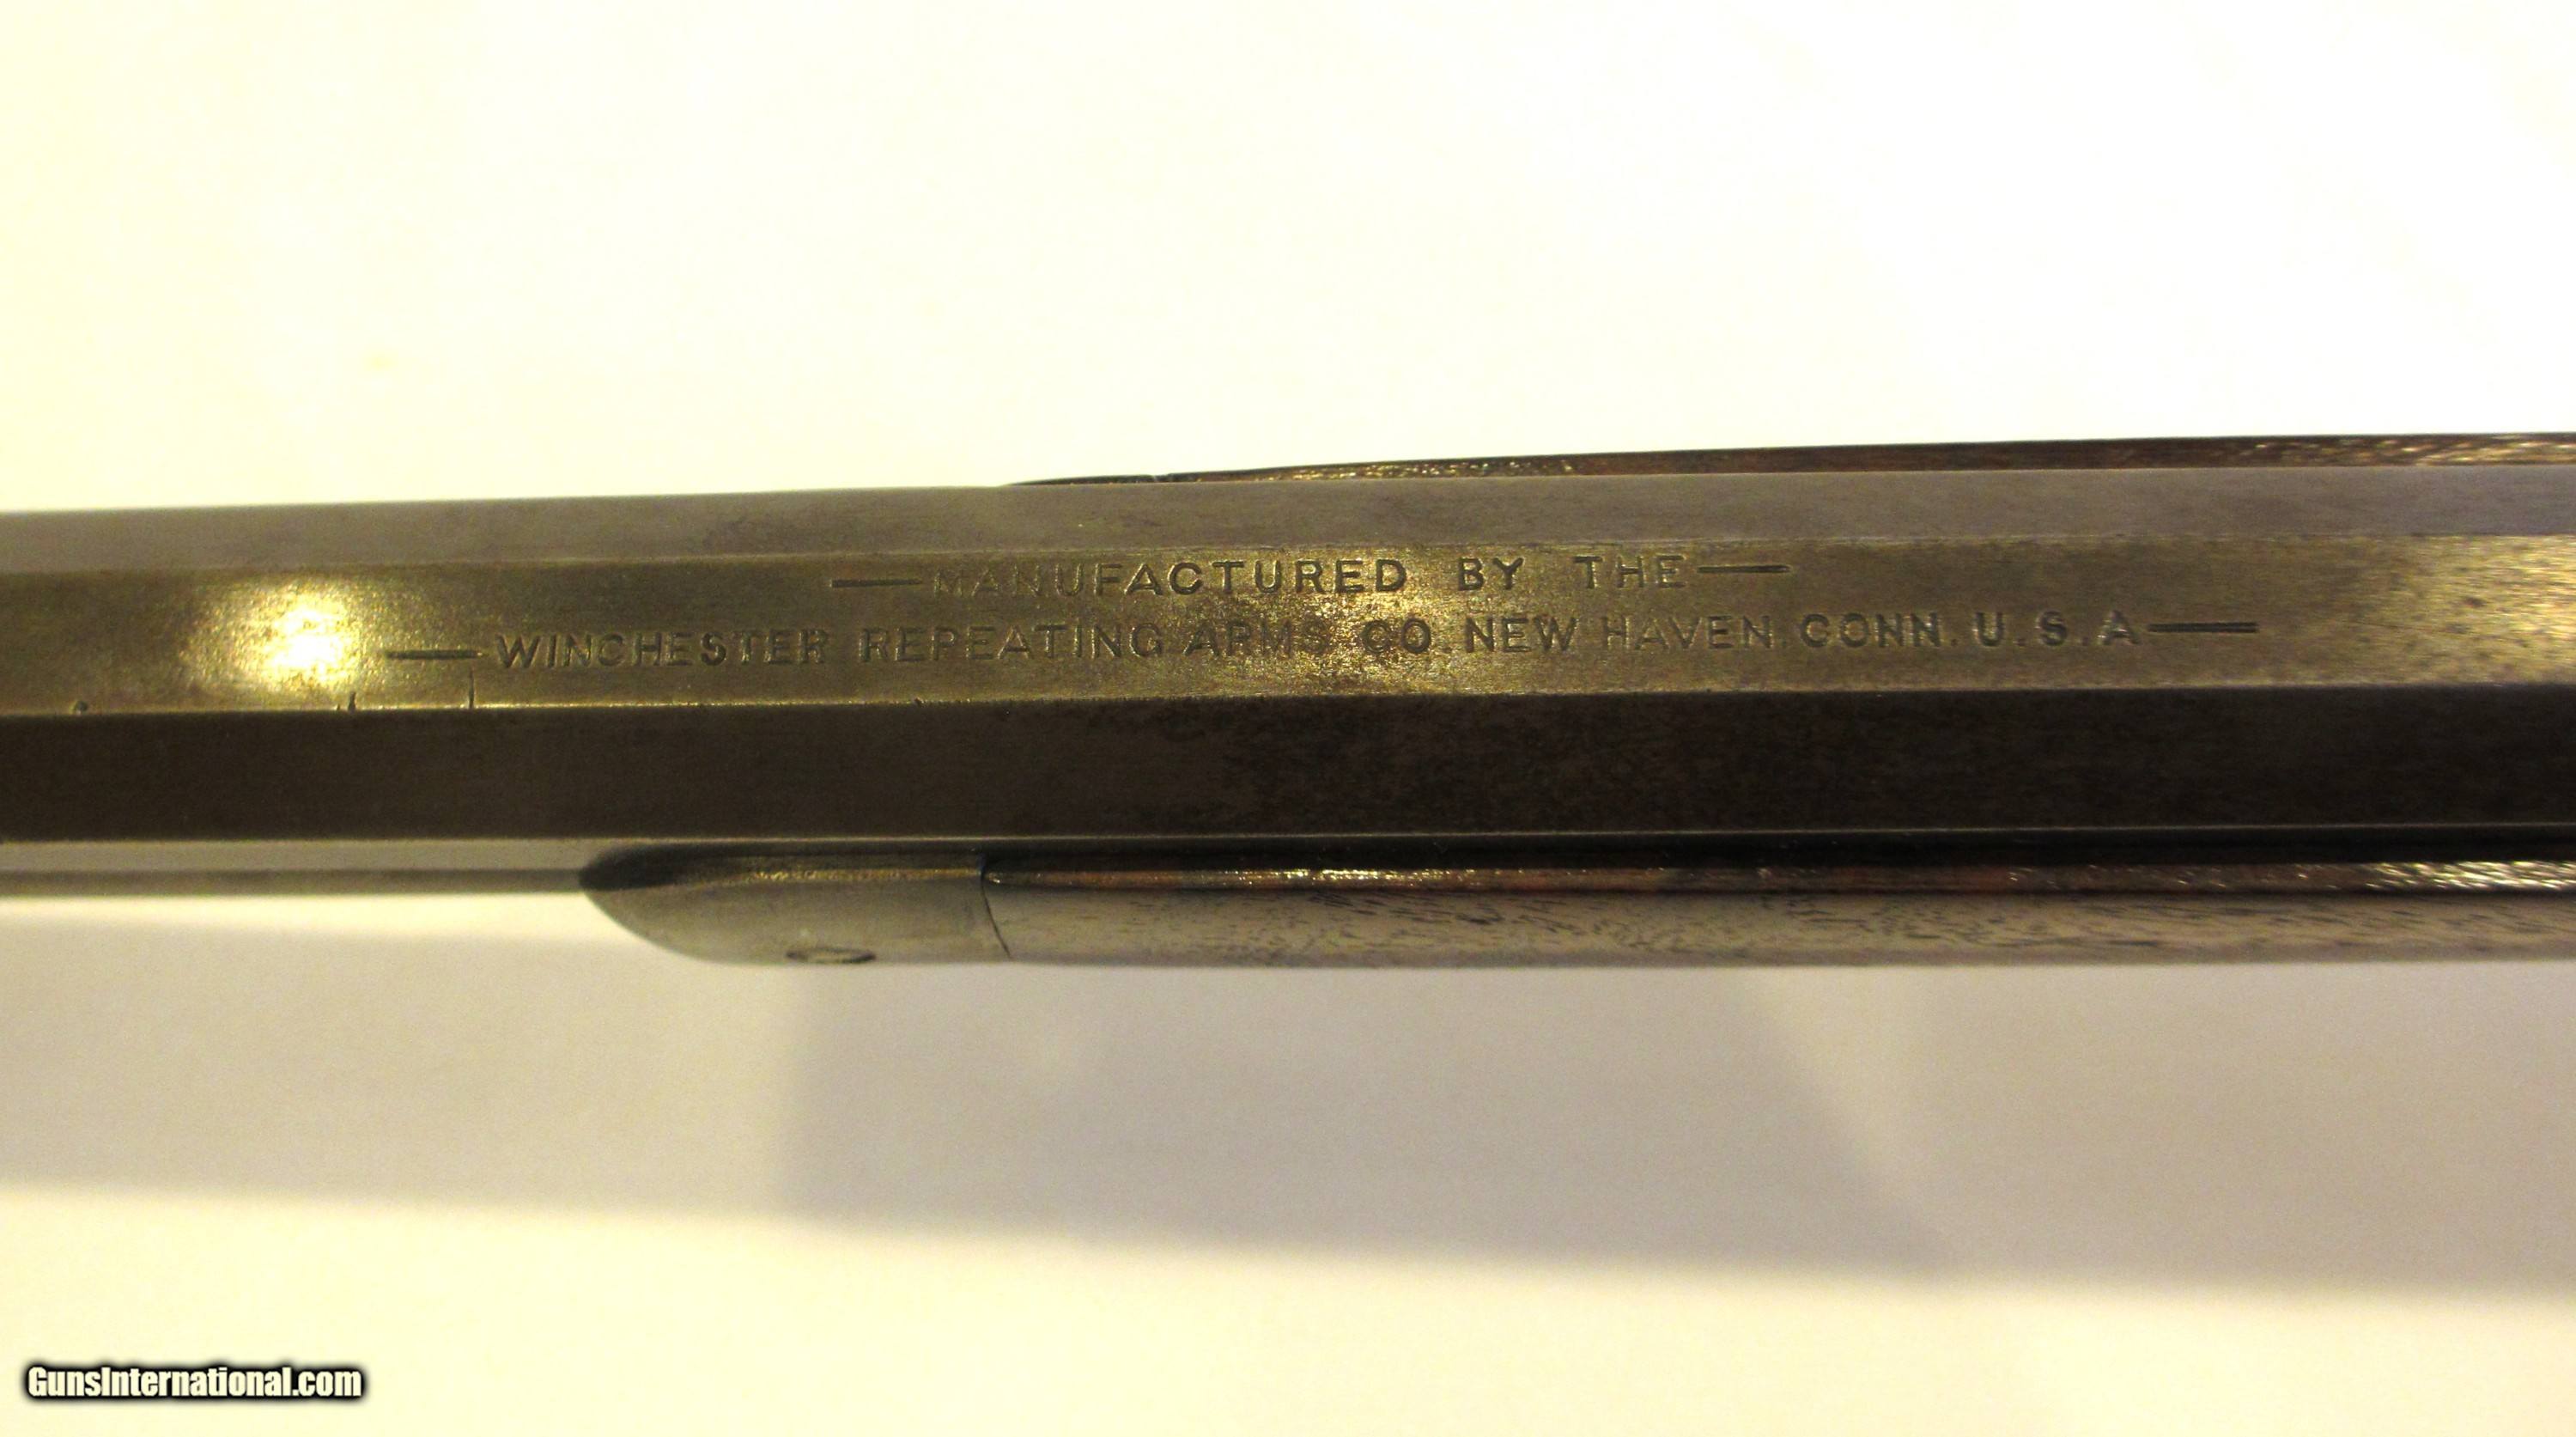 —MANUFACTURED BY THE—
—WINCHESTER REPEATING ARMS CO. NEW HAVEN. CONN. U.S.A—
GunsInternational.com